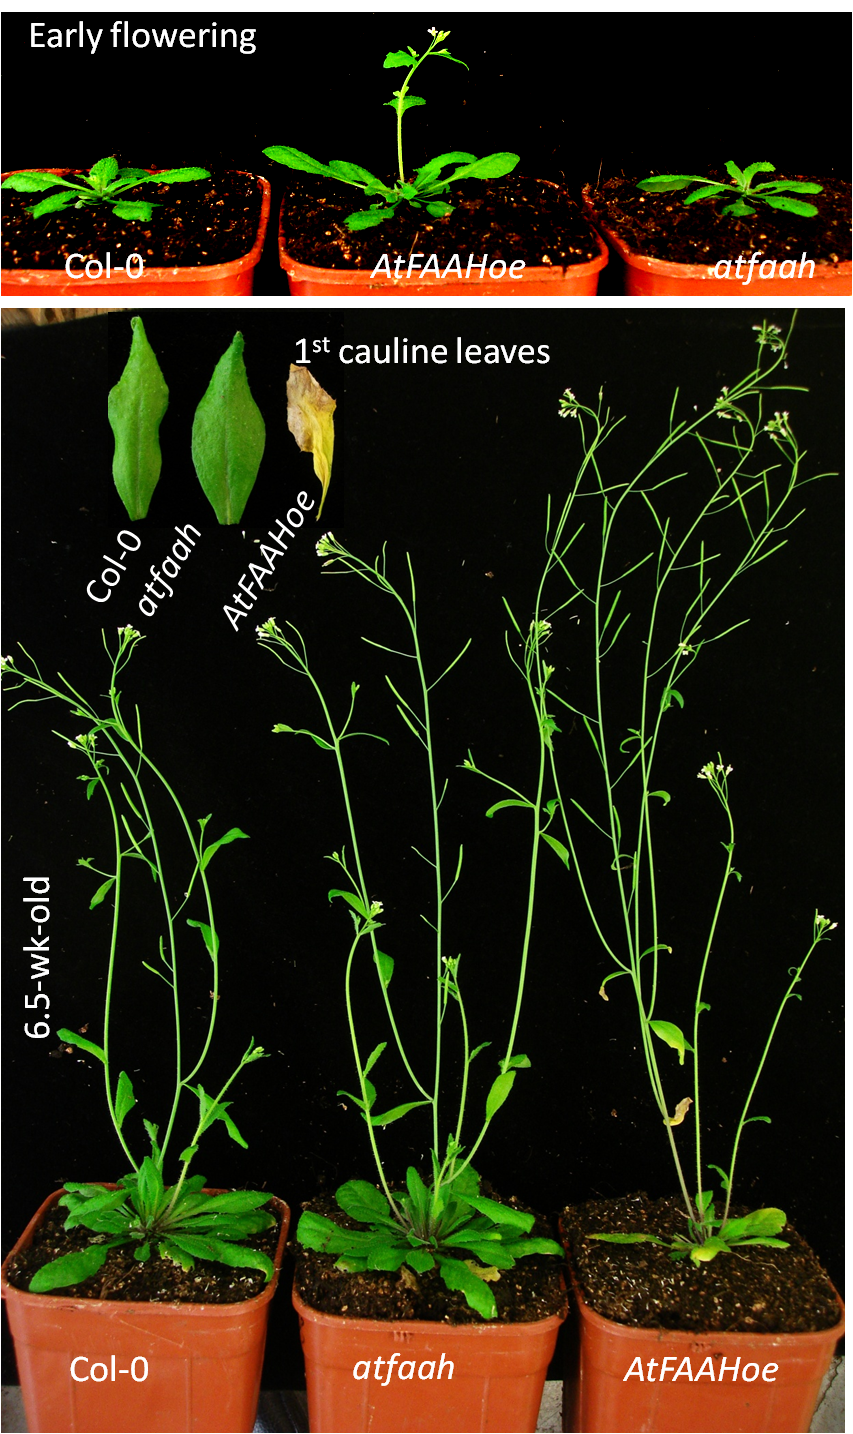 Early flowering
Col-0
AtFAAHoe
atfaah
1st cauline leaves
Col-0
atfaah
AtFAAHoe
6.5-wk-old
Col-0
atfaah
AtFAAHoe